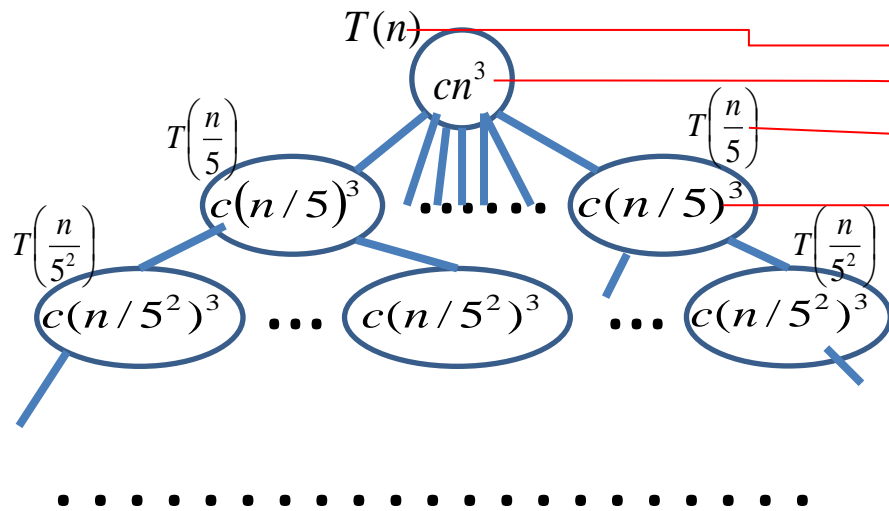 T(n)
cn³
T(n/5) T(n/5)
c(n/5)³ ...... c(n/5)³
T(n/5²) T(n/5²)
c(n/5²)³ ... c(n/5²)³ ... c(n/5²)³
.....................